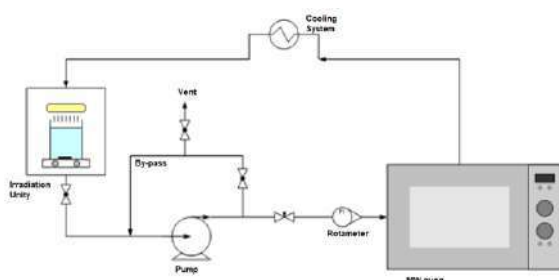 Cooling
System
Vent
By-pass
Irradiation
Unity
Rotameter
Pump